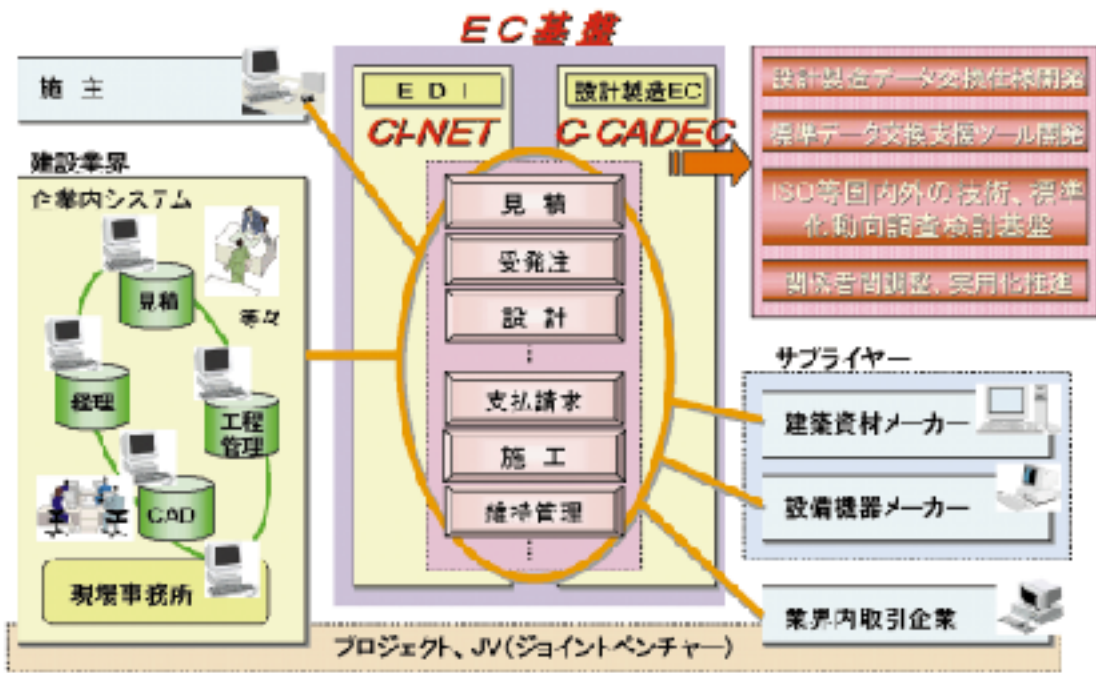 EC基盤
施主
EDI
設計製造EC
CI-NET
C-CADEC
設計製造データ交換仕様開発
標準データ交換支援ツール開発
ISO等国内外の技術、標準
化動向調査検討基盤
関係者間調整、実用化推進
建設業界
企業内システム
見積
等々
経理
工程
管理
CAD
現場事務所
見積
受発注
設計
支払請求
施工
維持管理
サプライヤー
建築資材メーカー
設備機器メーカー
業界内取引企業
プロジェクト、JV(ジョイントベンチャー)